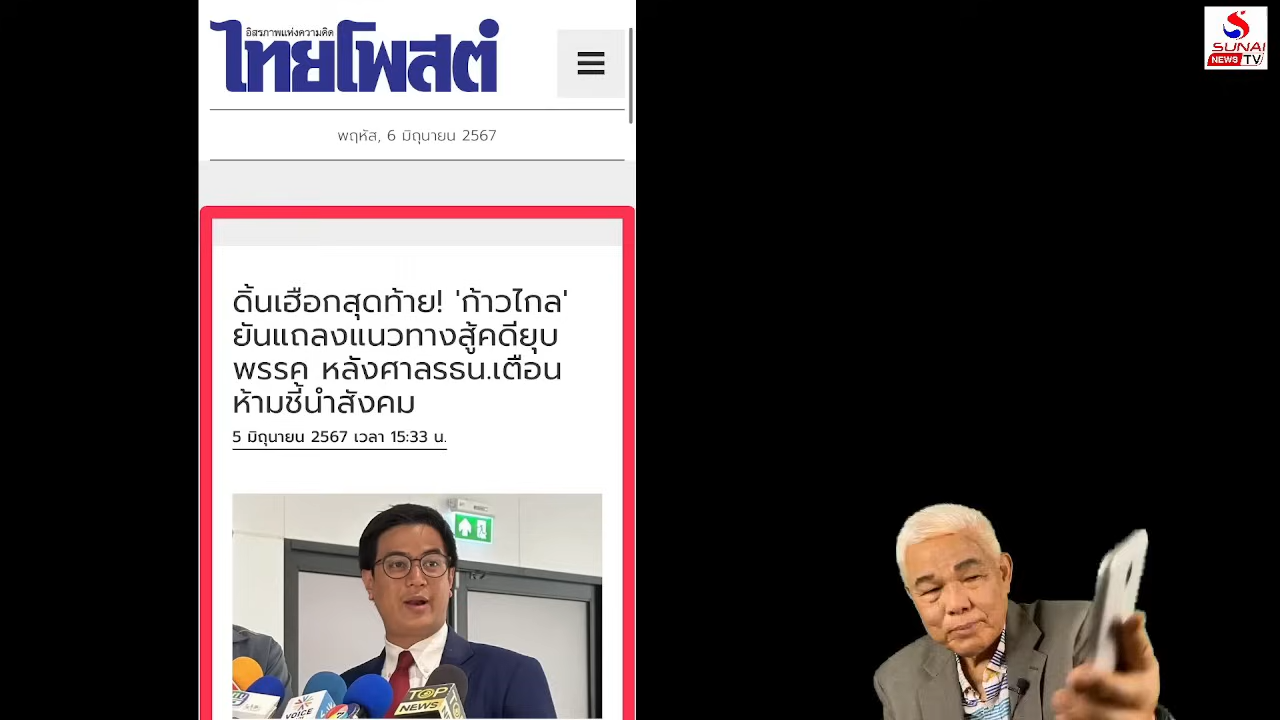 อิสรภาพแห่งความคิด
ไทยโพสต์
พฤหัส, 6 มิถุนายน 2567
ดิ้นเฮือกสุดท้าย! 'ก้าวไกล'
ยันแถลงแนวทางสู้คดียุบ
พรรค หลังศาลรธน.เตือน
ห้ามชี้นำสังคม
5 มิถุนายน 2567 เวลา 15:33 น.
VOICE
TOP
NEWS
SUNAI
NEWS TV